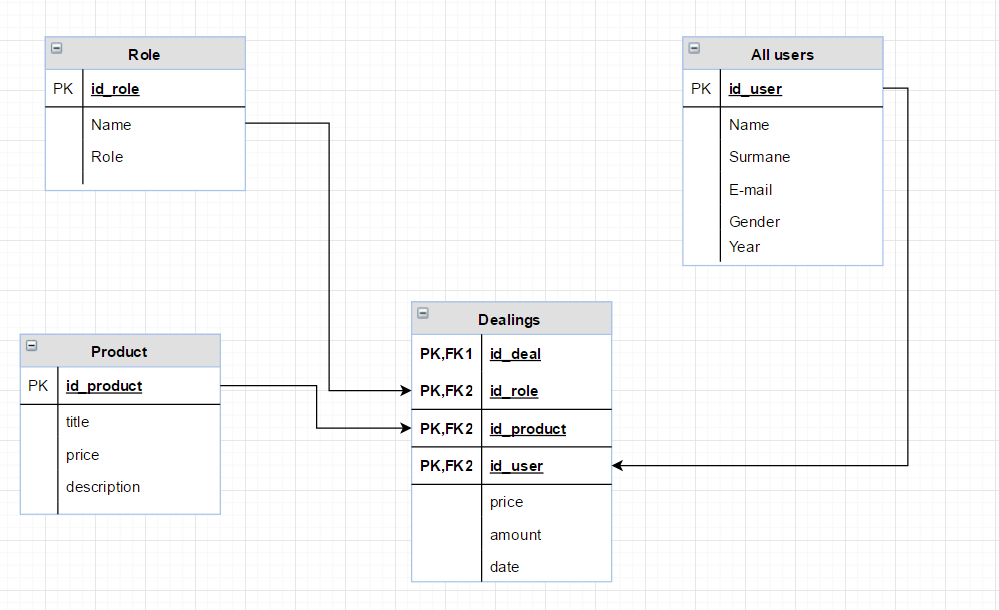 Role
PK id_role
Name
Role
All users
PK id_user
Name
Surmane
E-mail
Gender
Year
Product
PK id_product
title
price
description
Dealings
PK,FK1 id_deal
PK,FK2 id_role
PK,FK2 id_product
PK,FK2 id_user
price
amount
date